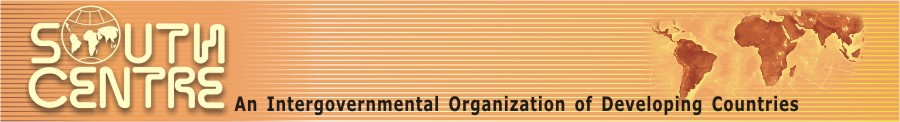 SOUTH
CENTRE
An Intergovernmental Organization of Developing Countries